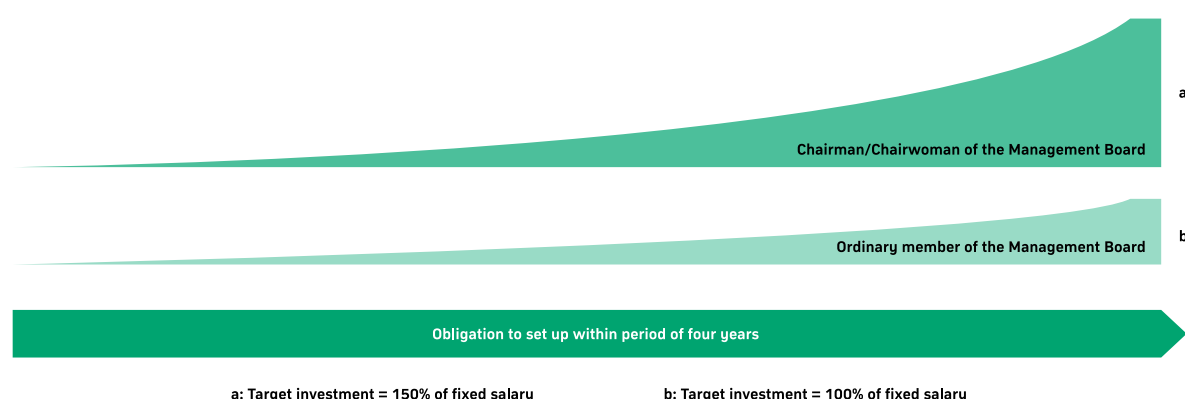 a
Chairman/Chairwoman of the Management Board
b
Ordinary member of the Management Board
Obligation to set up within period of four years
a: Target investment = 150% of fixed salary
b: Target investment = 100% of fixed salary